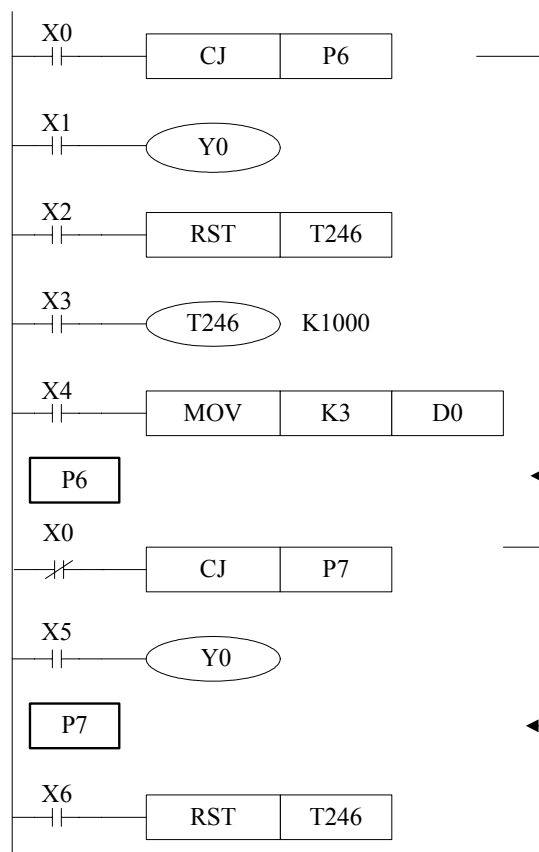 X0
CJ P6
X1
Y0
X2
RST T246
X3
T246 K1000
X4
MOV K3 D0
P6
X0
CJ P7
X5
Y0
P7
X6
RST T246